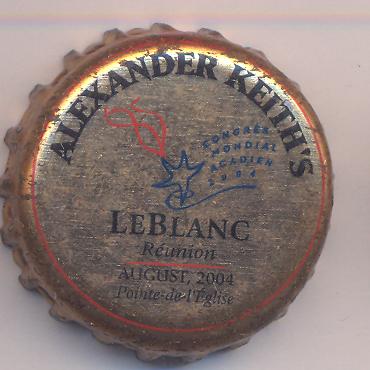 ALEXANDER KEITH'S
CONGRÈS
MONDIAL
ACADIEN
2004
LEBLANC
Réunion
AUGUST, 2004
Pointe-de-l'Église